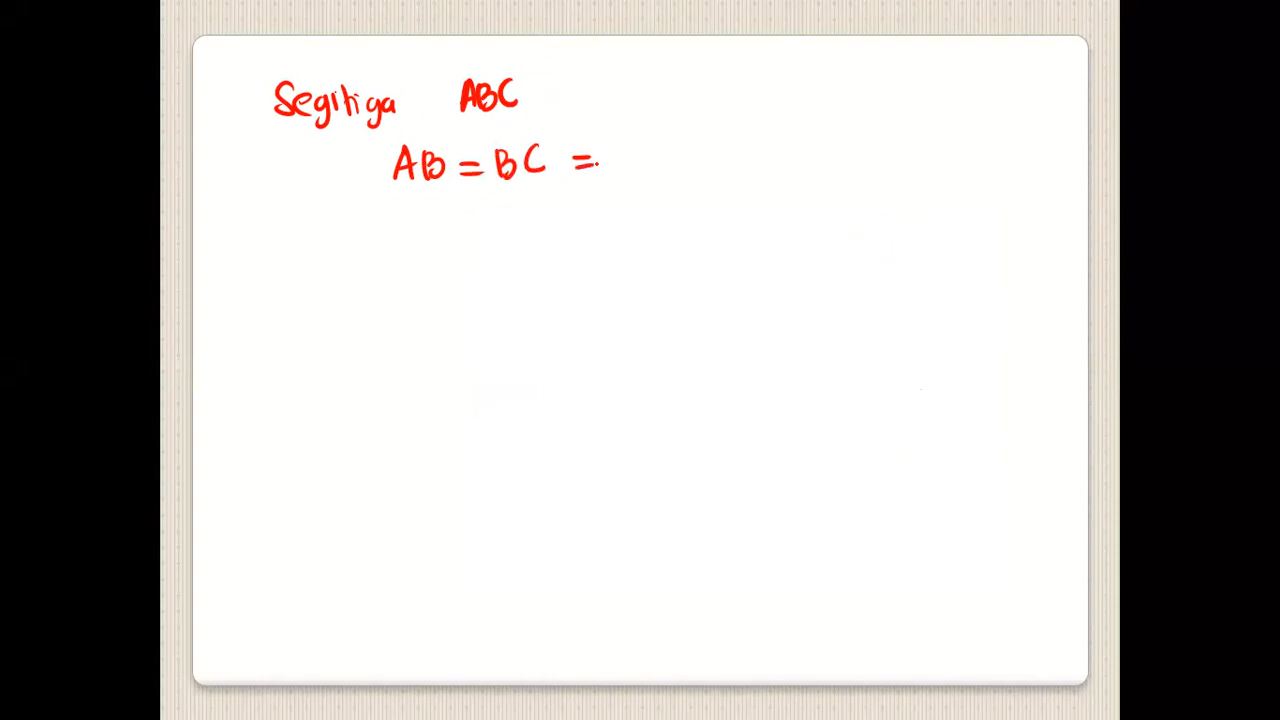 Segitiga ABC
AB = BC =